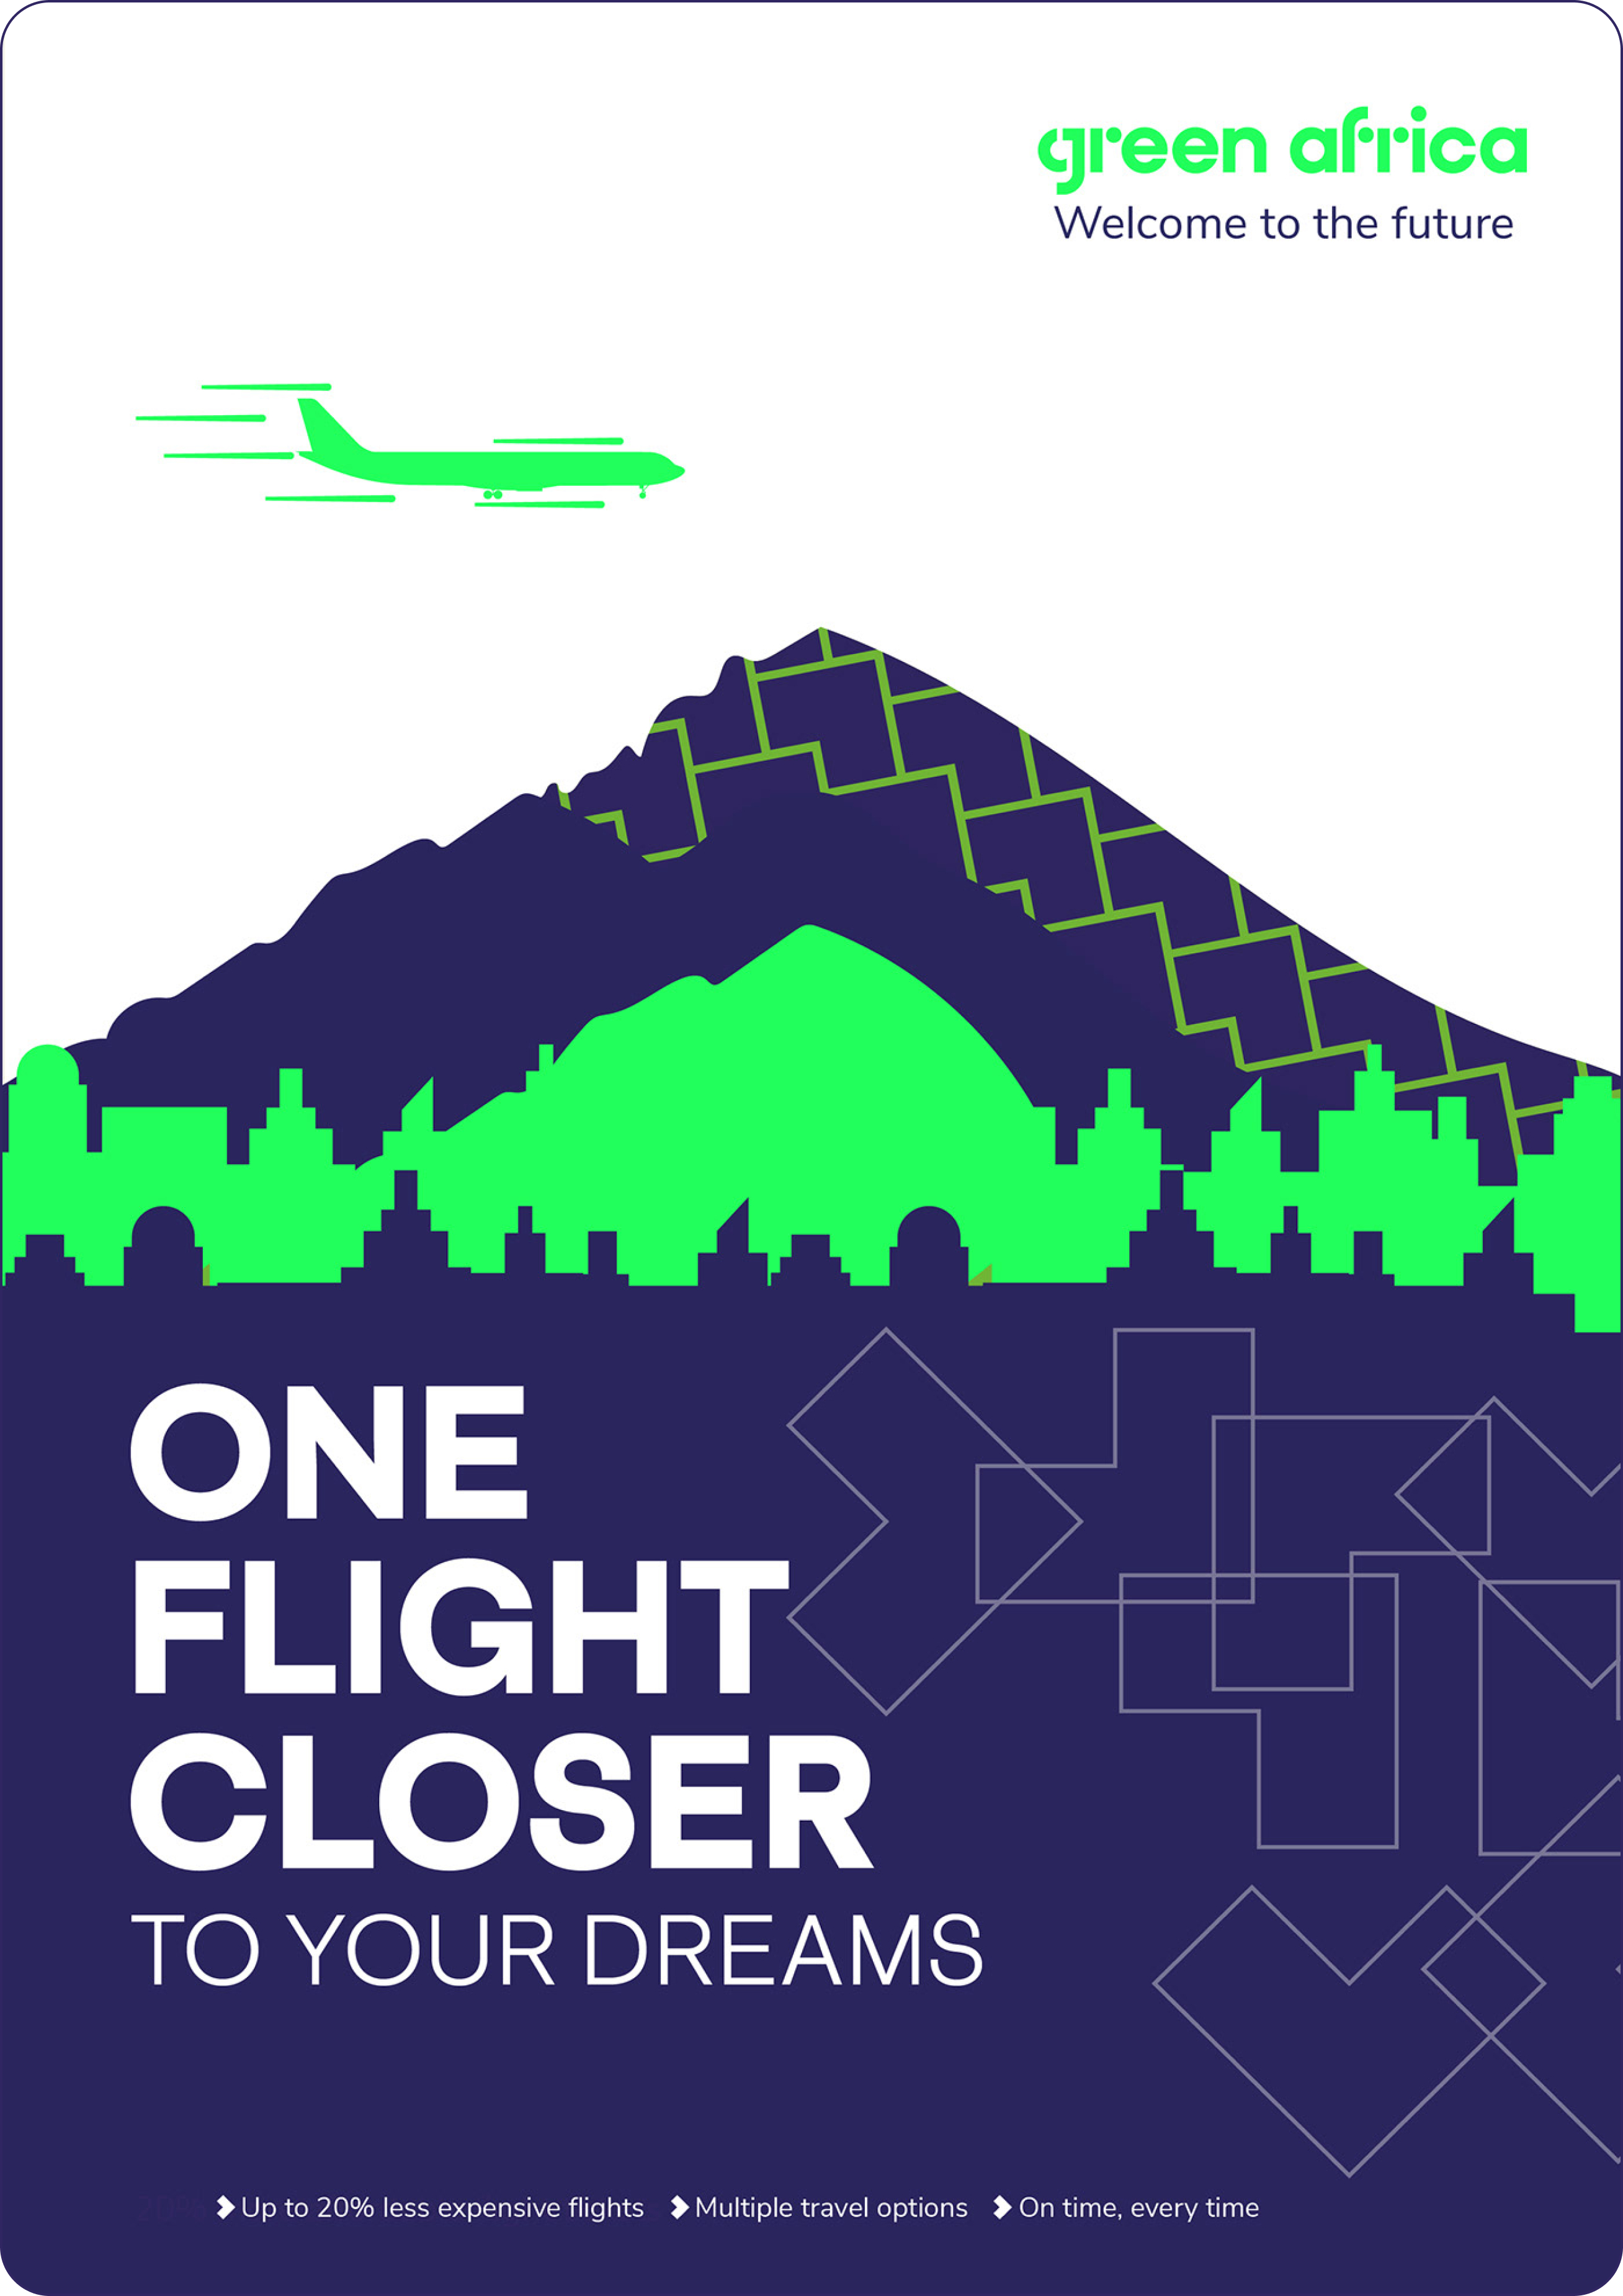 green africa
Welcome to the future
ONE
FLIGHT
CLOSER
TO YOUR DREAMS
Up to 20% less expensive flights Multiple travel options On time, every time